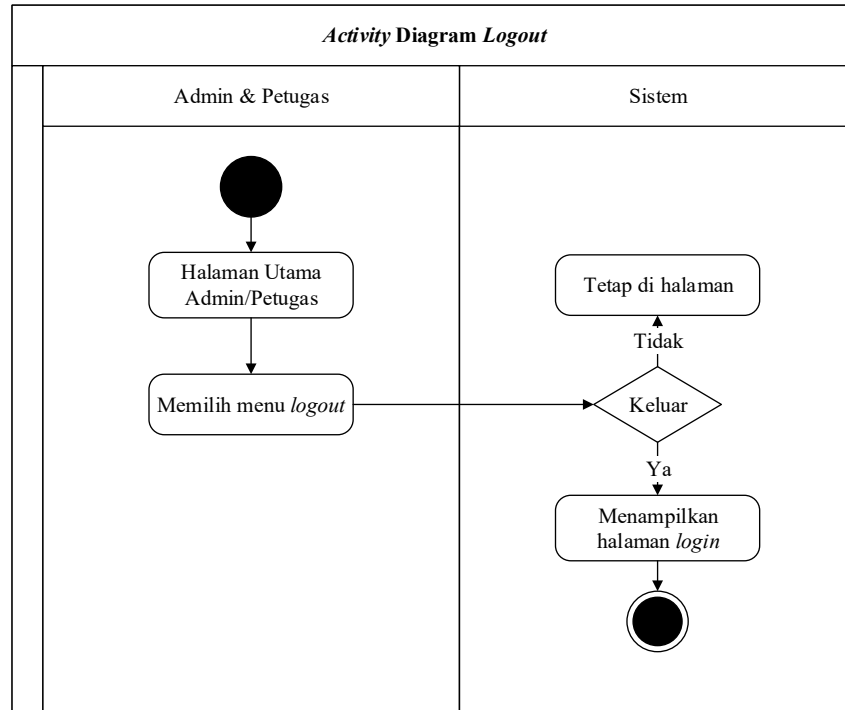 Activity Diagram Logout
Admin & Petugas
Sistem
Halaman Utama
Admin/Petugas
Memilih menu logout
Tetap di halaman
Tidak
Keluar
Ya
Menampilkan
halaman login